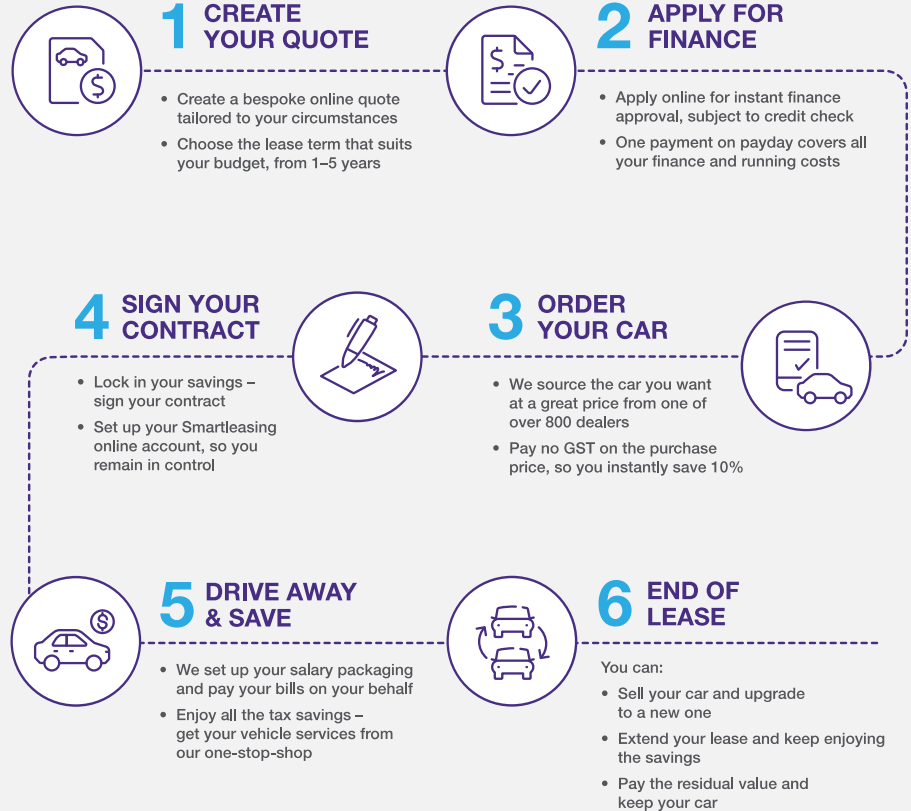 1 CREATE
YOUR QUOTE
• Create a bespoke online quote
tailored to your circumstances
• Choose the lease term that suits
your budget, from 1–5 years
2 APPLY FOR
FINANCE
• Apply online for instant finance
approval, subject to credit check
• One payment on payday covers all
your finance and running costs
3 ORDER
YOUR CAR
• We source the car you want
at a great price from one of
over 800 dealers
• Pay no GST on the purchase
price, so you instantly save 10%
4 SIGN YOUR
CONTRACT
• Lock in your savings –
sign your contract
• Set up your Smartleasing
online account, so you
remain in control
5 DRIVE AWAY
& SAVE
• We set up your salary packaging
and pay your bills on your behalf
• Enjoy all the tax savings –
get your vehicle services from
our one-stop-shop
6 END OF
LEASE
You can:
• Sell your car and upgrade
to a new one
• Extend your lease and keep enjoying
the savings
• Pay the residual value and
keep your car